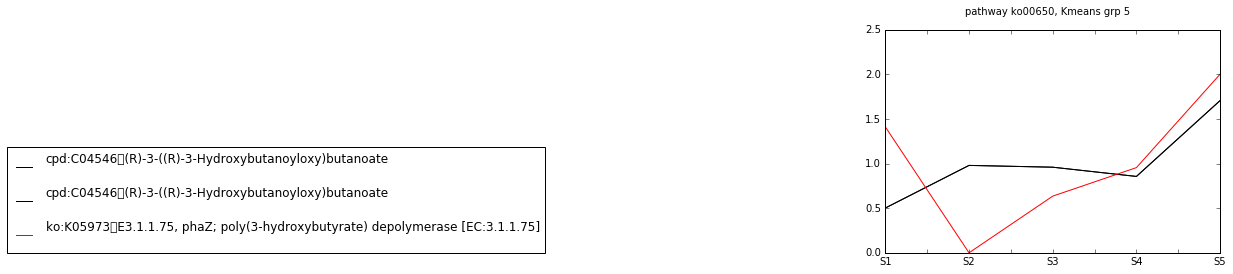 pathway ko00650, Kmeans grp 5
2.5
2.0
1.5
1.0
0.5
0.0
S1 S2 S3 S4 S5
cpd:C04546▯(R)-3-((R)-3-Hydroxybutanoyloxy)butanoate
cpd:C04546▯(R)-3-((R)-3-Hydroxybutanoyloxy)butanoate
ko:K05973▯E3.1.1.75, phaZ; poly(3-hydroxybutyrate) depolymerase [EC:3.1.1.75]